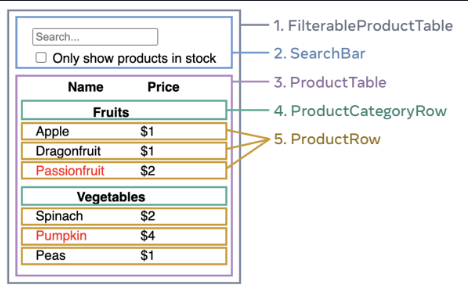 Search...
Only show products in stock
Name Price
Fruits
Apple $1
Dragonfruit $1
Passionfruit $2
Vegetables
Spinach $2
Pumpkin $4
Peas $1
1. FilterableProductTable
2. SearchBar
3. ProductTable
4. ProductCategoryRow
5. ProductRow